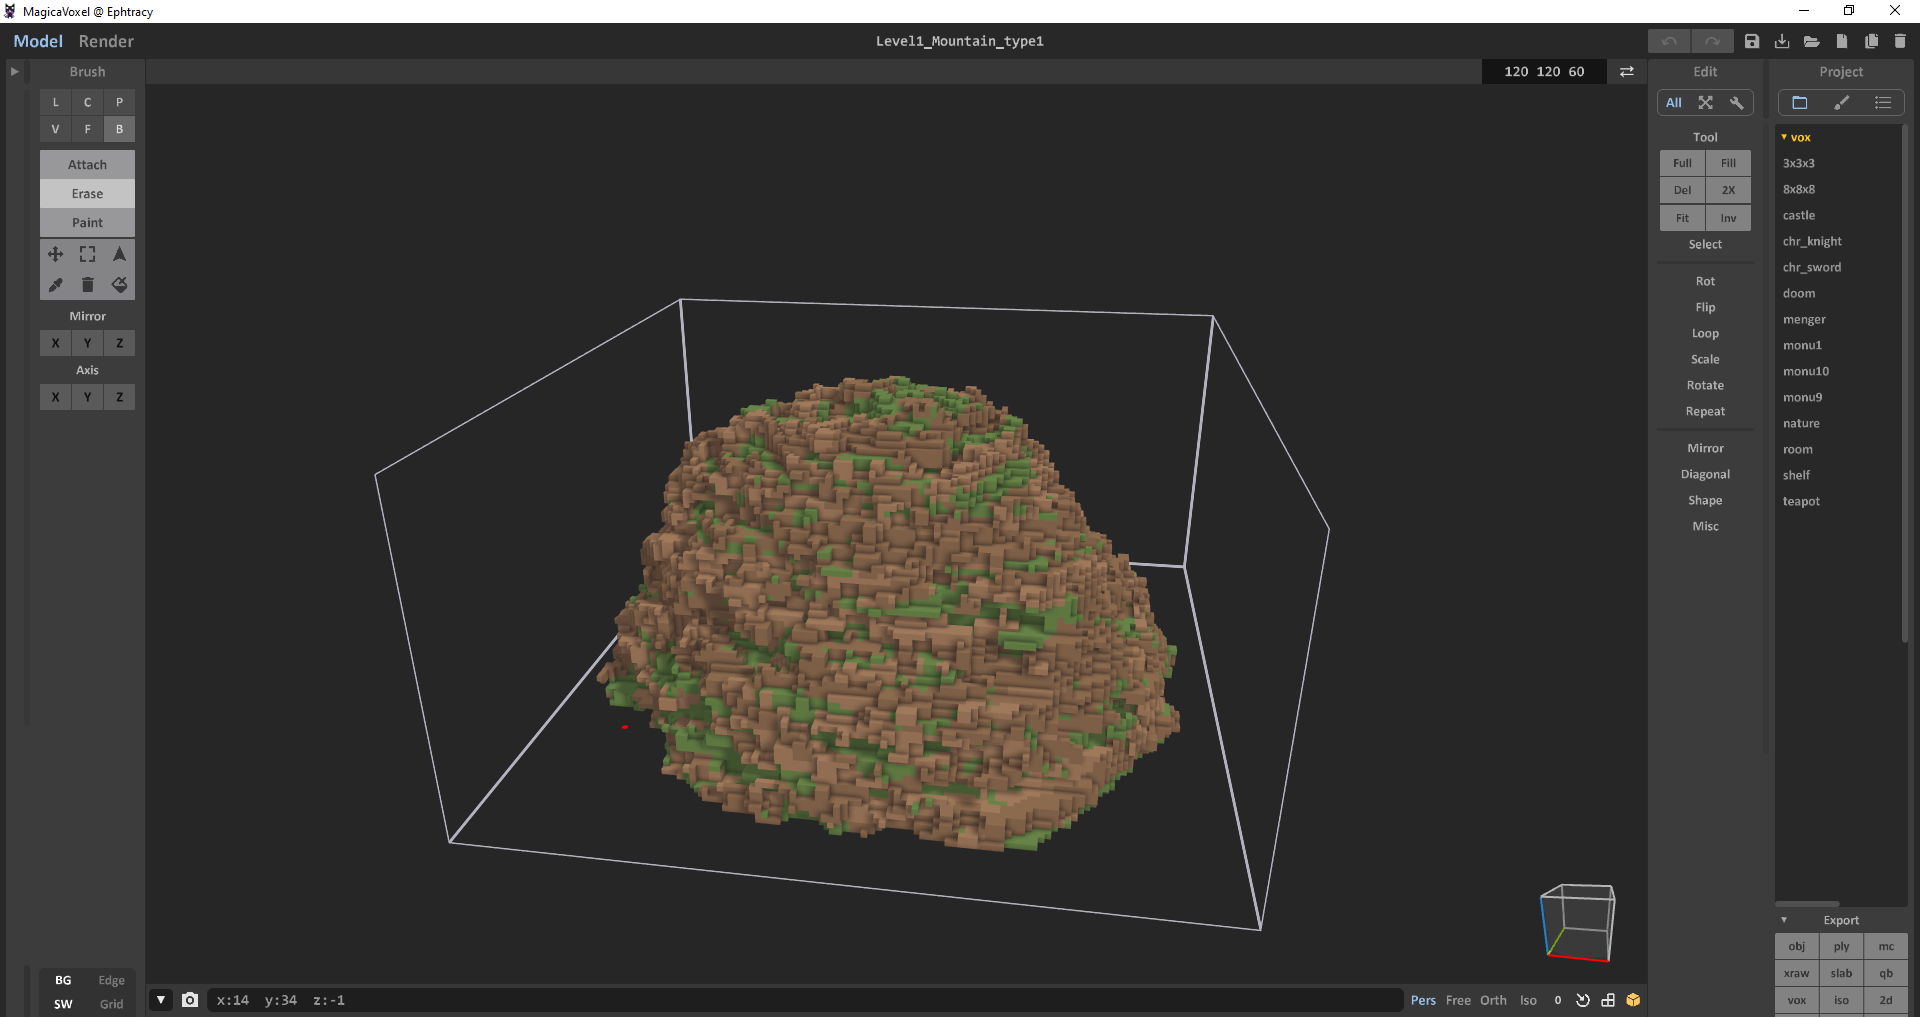 MagicaVoxel @ Ephtracy
Model Render
Level1_Mountain_type1
Brush
L C P
V F B
Attach
Erase
Paint
Mirror
X Y Z
Axis
X Y Z
BG Edge
SW Grid
120 120 60
x:14 y:34 z:-1
Pers Free Orth Iso 0
Edit
All
Tool
Full Fill
Del 2X
Fit Inv
Select
Rot
Flip
Loop
Scale
Rotate
Repeat
Mirror
Diagonal
Shape
Misc
Project
vox
3x3x3
8x8x8
castle
chr_knight
chr_sword
doom
menger
monu1
monu10
monu9
nature
room
shelf
teapot
Export
obj ply mc
xraw slab qb
vox iso 2d